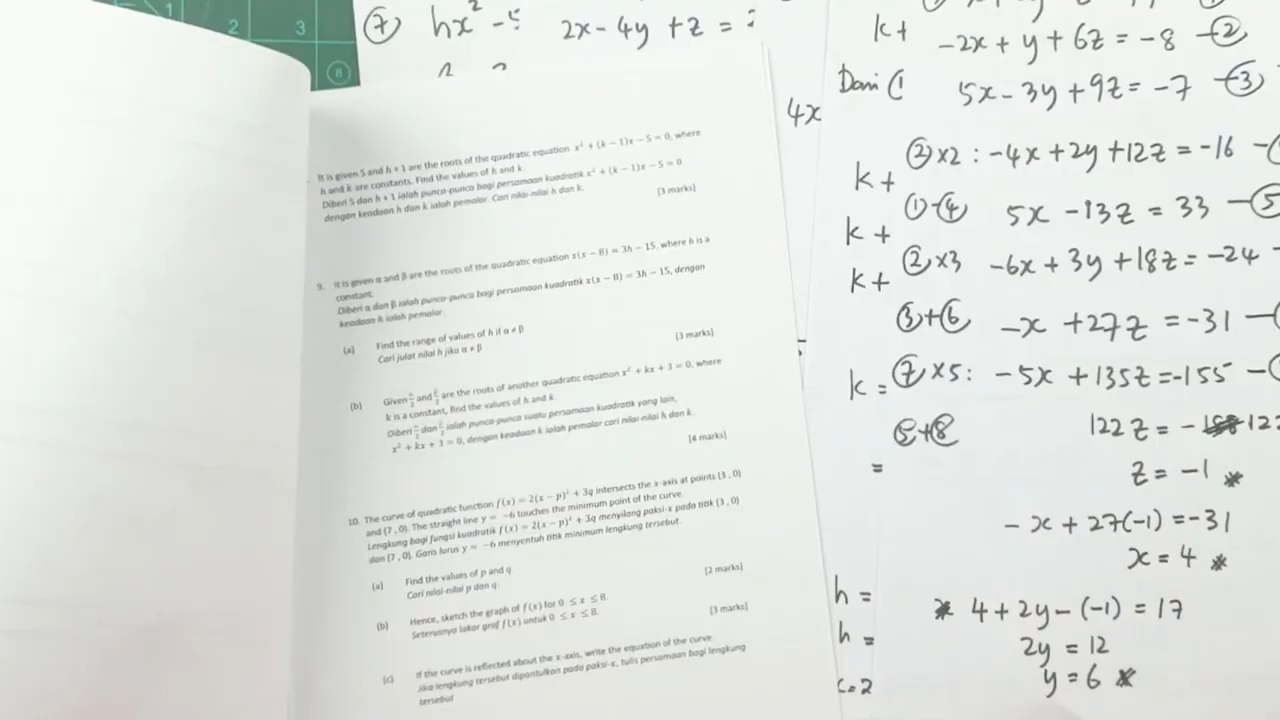 1
2
3
8
⑦ hx² -5
2x - 4y + z =
It is given 5 and h + 1 are the roots of the quadratic equation x² + (k − 1)x − 5 = 0, where
h and k are constants. Find the values of h and k.
Diberi 5 dan h + 1 ialah punca-punca bagi persamaan kuadratik x² + (k − 1)x − 5 = 0
dengan keadaan h dan k ialah pemalar. Cari nilai-nilai h dan k.
[3 marks]
9. It is given α and β are the roots of the quadratic equation x(x − 8) = 3h − 15, where h is a
constant.
Diberi α dan β ialah punca-punca bagi persamaan kuadratik x(x − 8) = 3h − 15, dengan
keadaan h ialah pemalar.
(a) Find the range of values of h if α ≠ β
Cari julat nilai h jika α ≠ β
[3 marks]
(b) Given and are the roots of another quadratic equation x² + kx + 3 = 0, where
k is a constant, find the values of h and k.
Diberi dan ialah punca-punca suatu persamaan kuadratik yang lain,
x² + kx + 3 = 0, dengan keadaan k ialah pemalar cari nilai-nilai h dan k.
[4 marks]
10. The curve of quadratic function f(x) = 2(x − p)² + 3q intersects the x-axis at points (3 , 0)
and (7 , 0). The straight line y = −6 touches the minimum point of the curve.
Lengkung bagi fungsi kuadratik f(x) = 2(x − p)² + 3q menyilang paksi-x pada titik (3 , 0)
dan (7 , 0). Garis lurus y = −6 menyentuh titik minimum lengkung tersebut.
(a) Find the values of p and q.
Cari nilai-nilai p dan q.
[2 marks]
(b) Hence, sketch the graph of f(x) for 0 ≤ x ≤ 8.
Seterusnya lakar graf f(x) untuk 0 ≤ x ≤ 8.
[3 marks]
(c) If the curve is reflected about the x-axis, write the equation of the curve.
Jika lengkung tersebut dipantulkan pada paksi-x, tulis persamaan bagi lengkung
tersebut
4x
k+
Dari (1
k+
k+
k+
k =
=
h =
h =
c = 2
-2x + y + 6z = -8 —②
5x - 3y + 9z = -7 —③
②×2 : -4x + 2y + 12z = -16 —
①-④ 5x - 13z = 33 —⑤
②×3 -6x + 3y + 18z = -24
③+⑥ -x + 27z = -31 —
⑦×5: -5x + 135z = -155 —
⑤+⑧ 122z = -122
z = -1 *
-x + 27(-1) = -31
x = 4 *
* 4 + 2y - (-1) = 17
2y = 12
y = 6 *